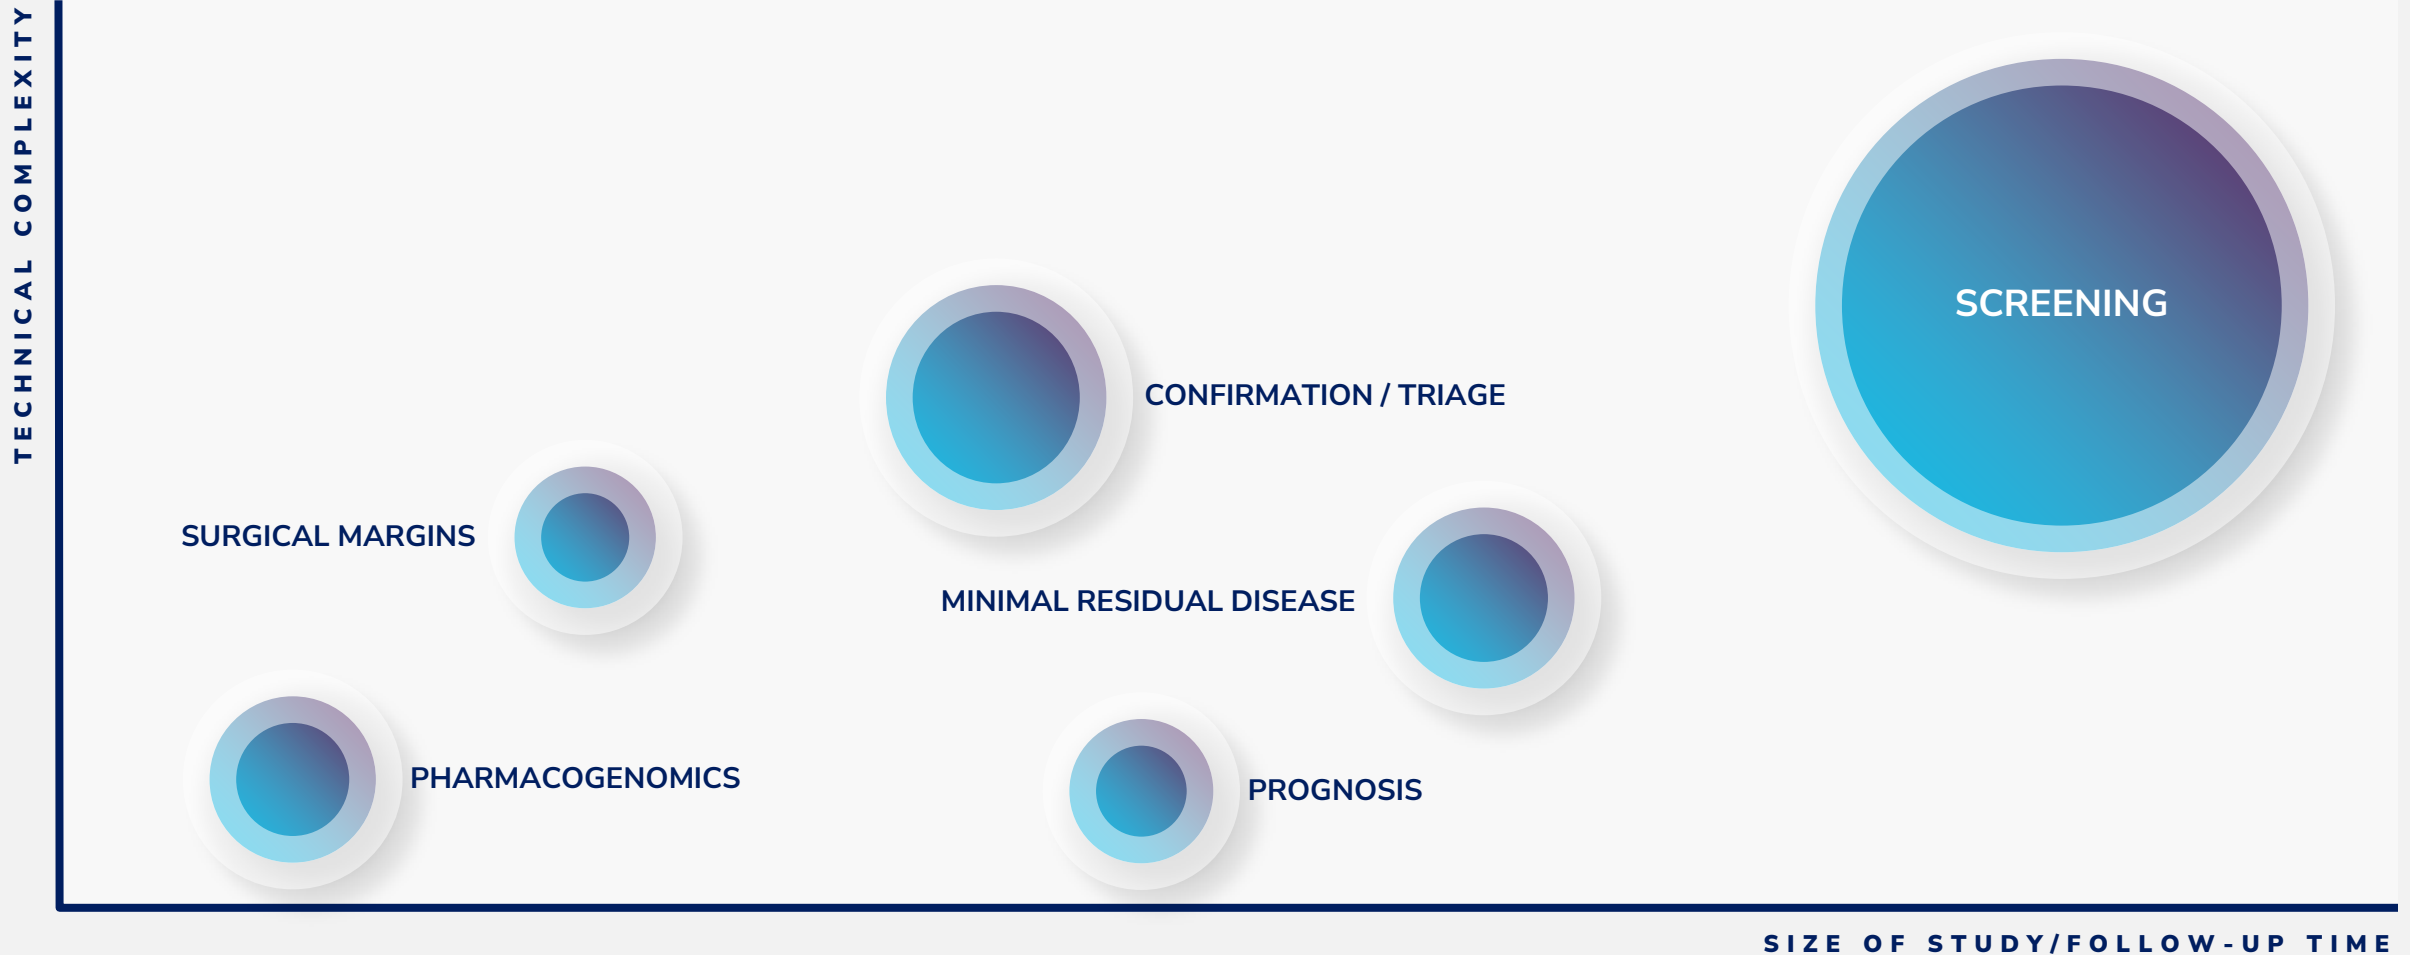 TECHNICAL COMPLEXITY
SCREENING
CONFIRMATION / TRIAGE
SURGICAL MARGINS
MINIMAL RESIDUAL DISEASE
PHARMACOGENOMICS
PROGNOSIS
SIZE OF STUDY/FOLLOW-UP TIME